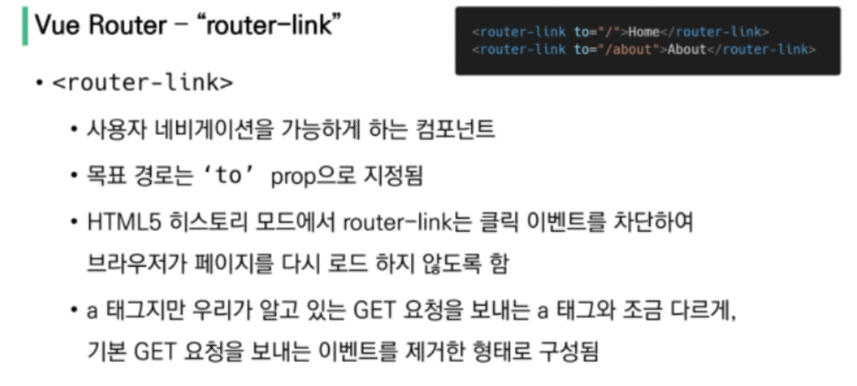 Vue Router – “router-link”
<router-link to="/">Home</router-link>
<router-link to="/about">About</router-link>
• <router-link>
• 사용자 네비게이션을 가능하게 하는 컴포넌트
• 목표 경로는 ‘to’ prop으로 지정됨
• HTML5 히스토리 모드에서 router-link는 클릭 이벤트를 차단하여
브라우저가 페이지를 다시 로드 하지 않도록 함
• a 태그지만 우리가 알고 있는 GET 요청을 보내는 a 태그와 조금 다르게,
기본 GET 요청을 보내는 이벤트를 제거한 형태로 구성됨